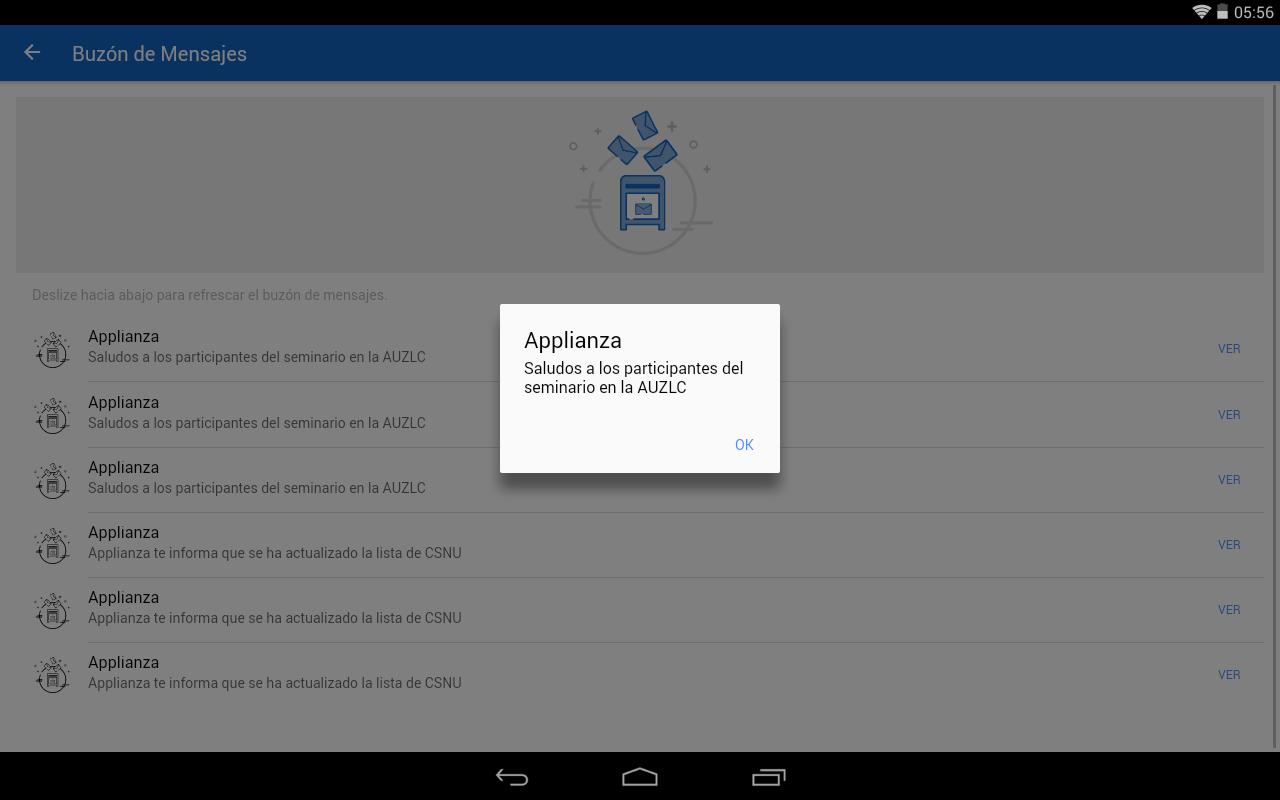 05:56
Buzón de Mensajes
Deslize hacia abajo para refrescar el buzón de mensajes.
Applianza
Saludos a los participantes del seminario en la AUZLC
VER
Applianza
Saludos a los participantes del seminario en la AUZLC
VER
Applianza
Saludos a los participantes del seminario en la AUZLC
VER
Applianza
Applianza te informa que se ha actualizado la lista de CSNU
VER
Applianza
Applianza te informa que se ha actualizado la lista de CSNU
VER
Applianza
Applianza te informa que se ha actualizado la lista de CSNU
VER
Applianza
Saludos a los participantes del
seminario en la AUZLC
OK